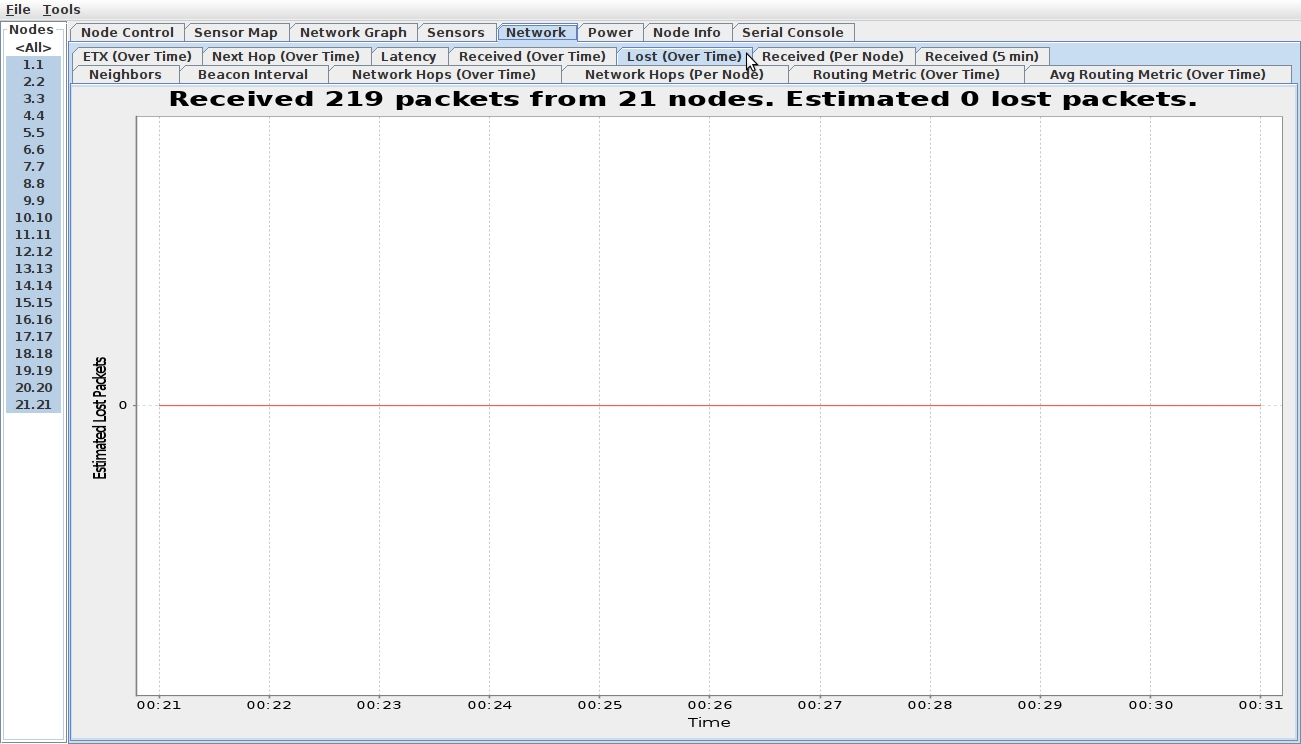 File Tools
Nodes
<All>
1.1
2.2
3.3
4.4
5.5
6.6
7.7
8.8
9.9
10.10
11.11
12.12
13.13
14.14
15.15
16.16
17.17
18.18
19.19
20.20
21.21
Node Control Sensor Map Network Graph Sensors Network Power Node Info Serial Console
ETX (Over Time) Next Hop (Over Time) Latency Received (Over Time) Lost (Over Time) Received (Per Node) Received (5 min)
Neighbors Beacon Interval Network Hops (Over Time) Network Hops (Per Node) Routing Metric (Over Time) Avg Routing Metric (Over Time)
Received 219 packets from 21 nodes. Estimated 0 lost packets.
Estimated Lost Packets
0
00:21 00:22 00:23 00:24 00:25 00:26 00:27 00:28 00:29 00:30 00:31
Time